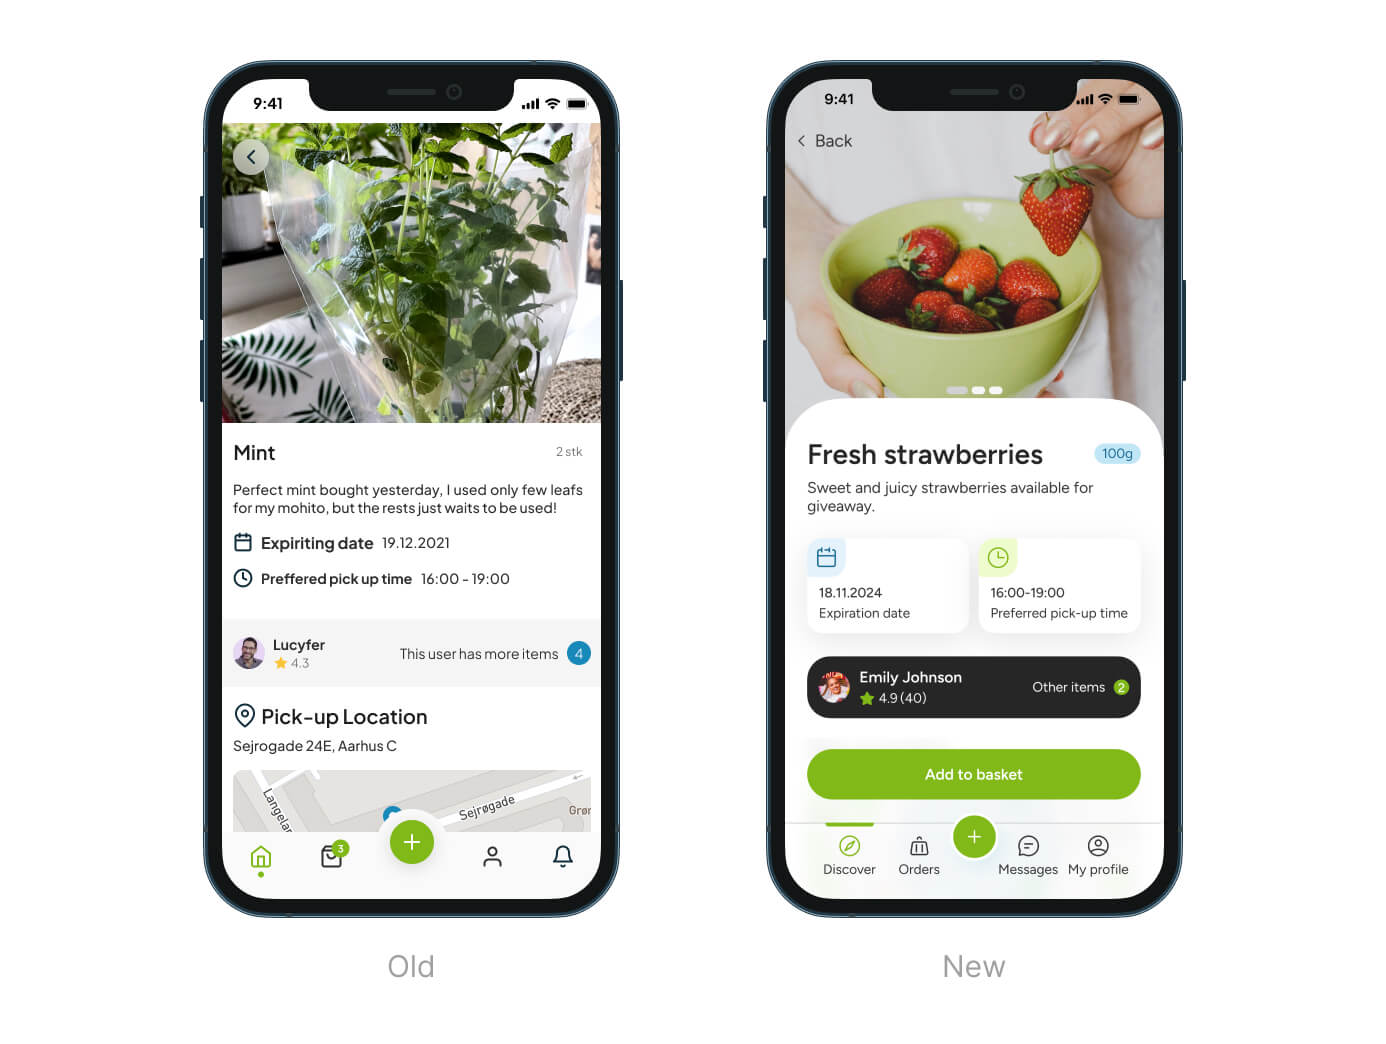 9:41
Mint
2 stk
Perfect mint bought yesterday, I used only few leafs
for my mohito, but the rests just waits to be used!
Expiriting date 19.12.2021
Preffered pick up time 16:00 - 19:00
Lucyfer
4.3
This user has more items 4
Pick-up Location
Sejrogade 24E, Aarhus C
Langelan
Sejrøgade
Grør
3
Old
9:41
Back
Fresh strawberries
100g
Sweet and juicy strawberries available for
giveaway.
18.11.2024
Expiration date
16:00-19:00
Preferred pick-up time
Emily Johnson
4.9 (40)
Other items 2
Add to basket
Discover
Orders
Messages
My profile
New